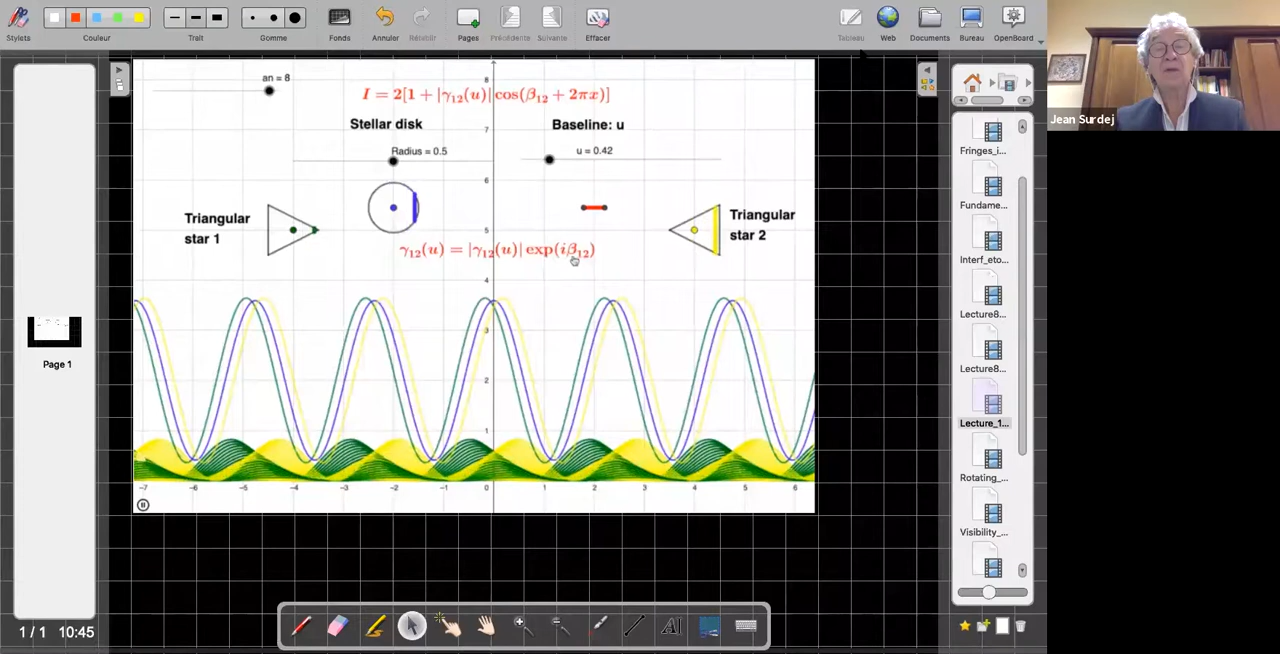 Stylets
Couleur
Trait
Gomme
Fonds
Annuler
Rétablir
Pages
Précédente
Suivante
Effacer
Tableau
Web
Documents
Bureau
OpenBoard
Jean Surdej
an = 8
I = 2[1 + |γ₁₂(u)| cos(β₁₂ + 2πx)]
Stellar disk
Baseline: u
Radius = 0.5
u = 0.42
Triangular
star 1
Triangular
star 2
γ₁₂(u) = |γ₁₂(u)| exp(iβ₁₂)
8
7
6
5
4
3
2
1
−7 −6 −5 −4 −3 −2 −1 0 1 2 3 4 5 6
Page 1
1 / 1 10:45
Fringes_i...
Fundame...
Interf_eto...
Lecture8...
Lecture8...
Lecture_1...
Rotating_...
Visibility_...